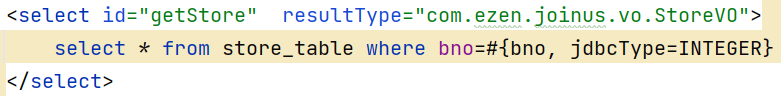 <select id="getStore"  resultType="com.ezen.joinus.vo.StoreVO">
    select * from store_table where bno=#{bno, jdbcType=INTEGER}
</select>